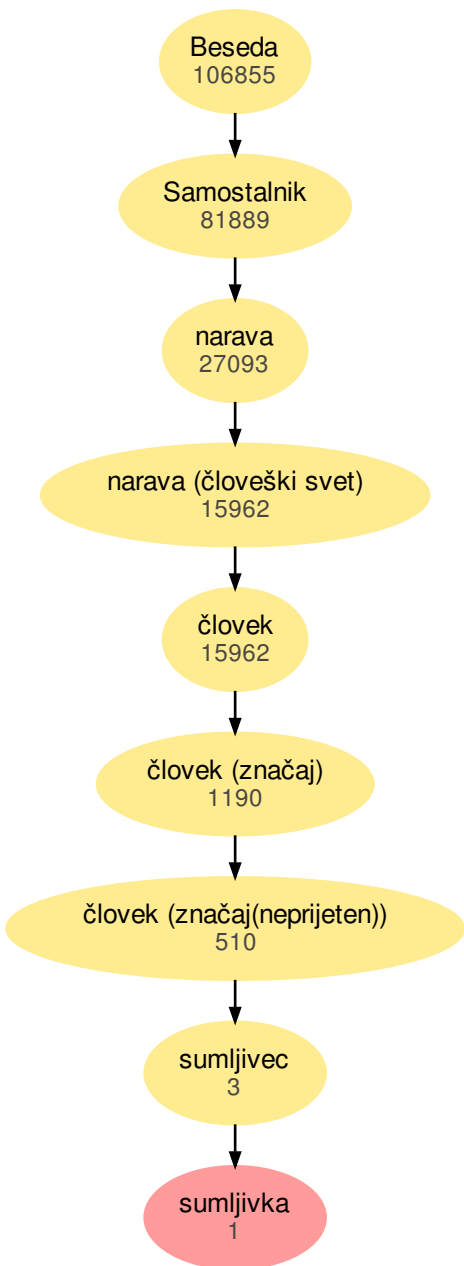 Beseda
106855
Samostalnik
81889
narava
27093
narava (človeški svet)
15962
človek
15962
človek (značaj)
1190
človek (značaj(neprijeten))
510
sumljivec
3
sumljivka
1